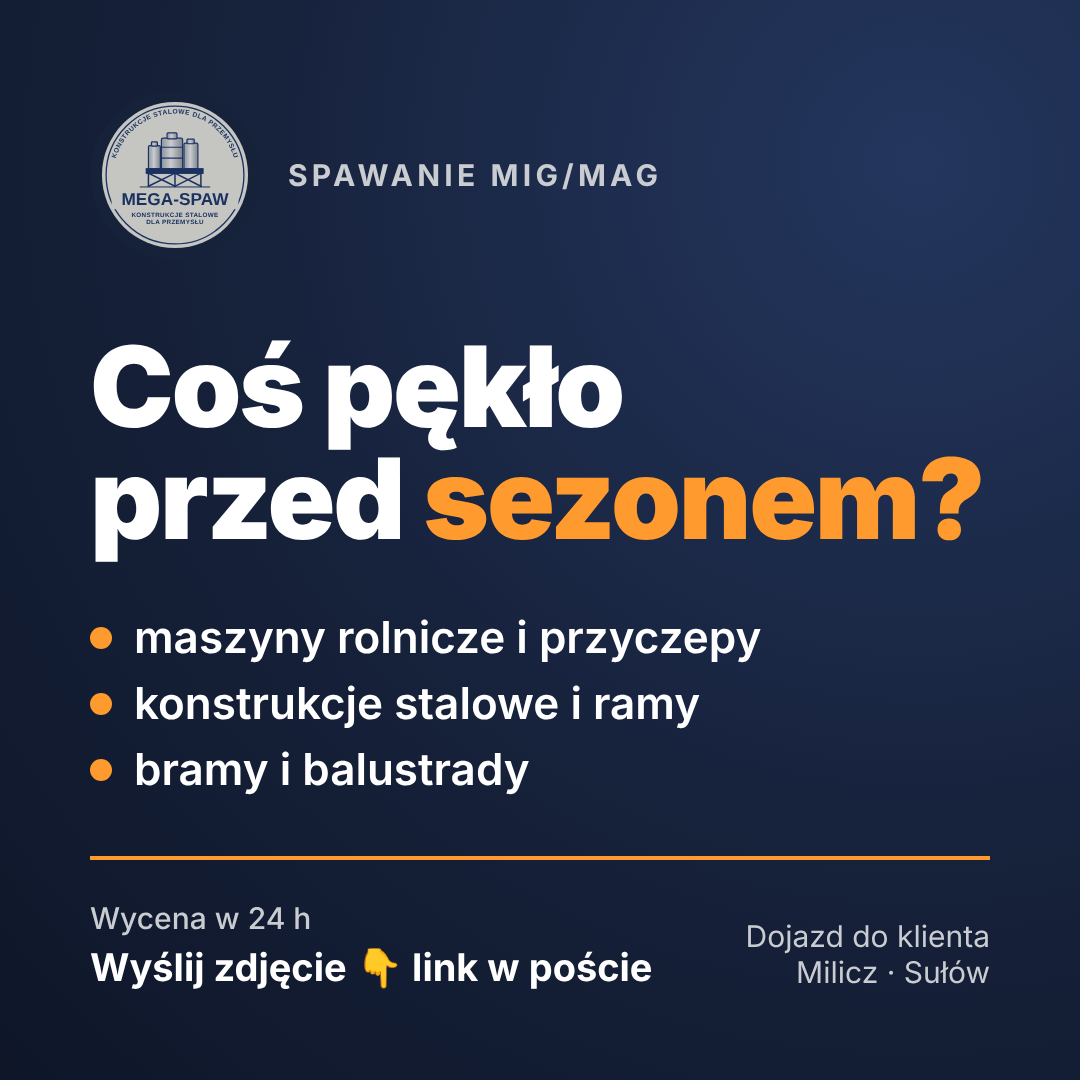 KONSTRUKCJE STALOWE DLA PRZEMYSŁU
MEGA-SPAW
KONSTRUKCJE STALOWE
DLA PRZEMYSŁU
SPAWANIE MIG/MAG
Coś pękło
przed sezonem?
maszyny rolnicze i przyczepy
konstrukcje stalowe i ramy
bramy i balustrady
Wycena w 24 h
Wyślij zdjęcie 👇 link w poście
Dojazd do klienta
Milicz · Sułów